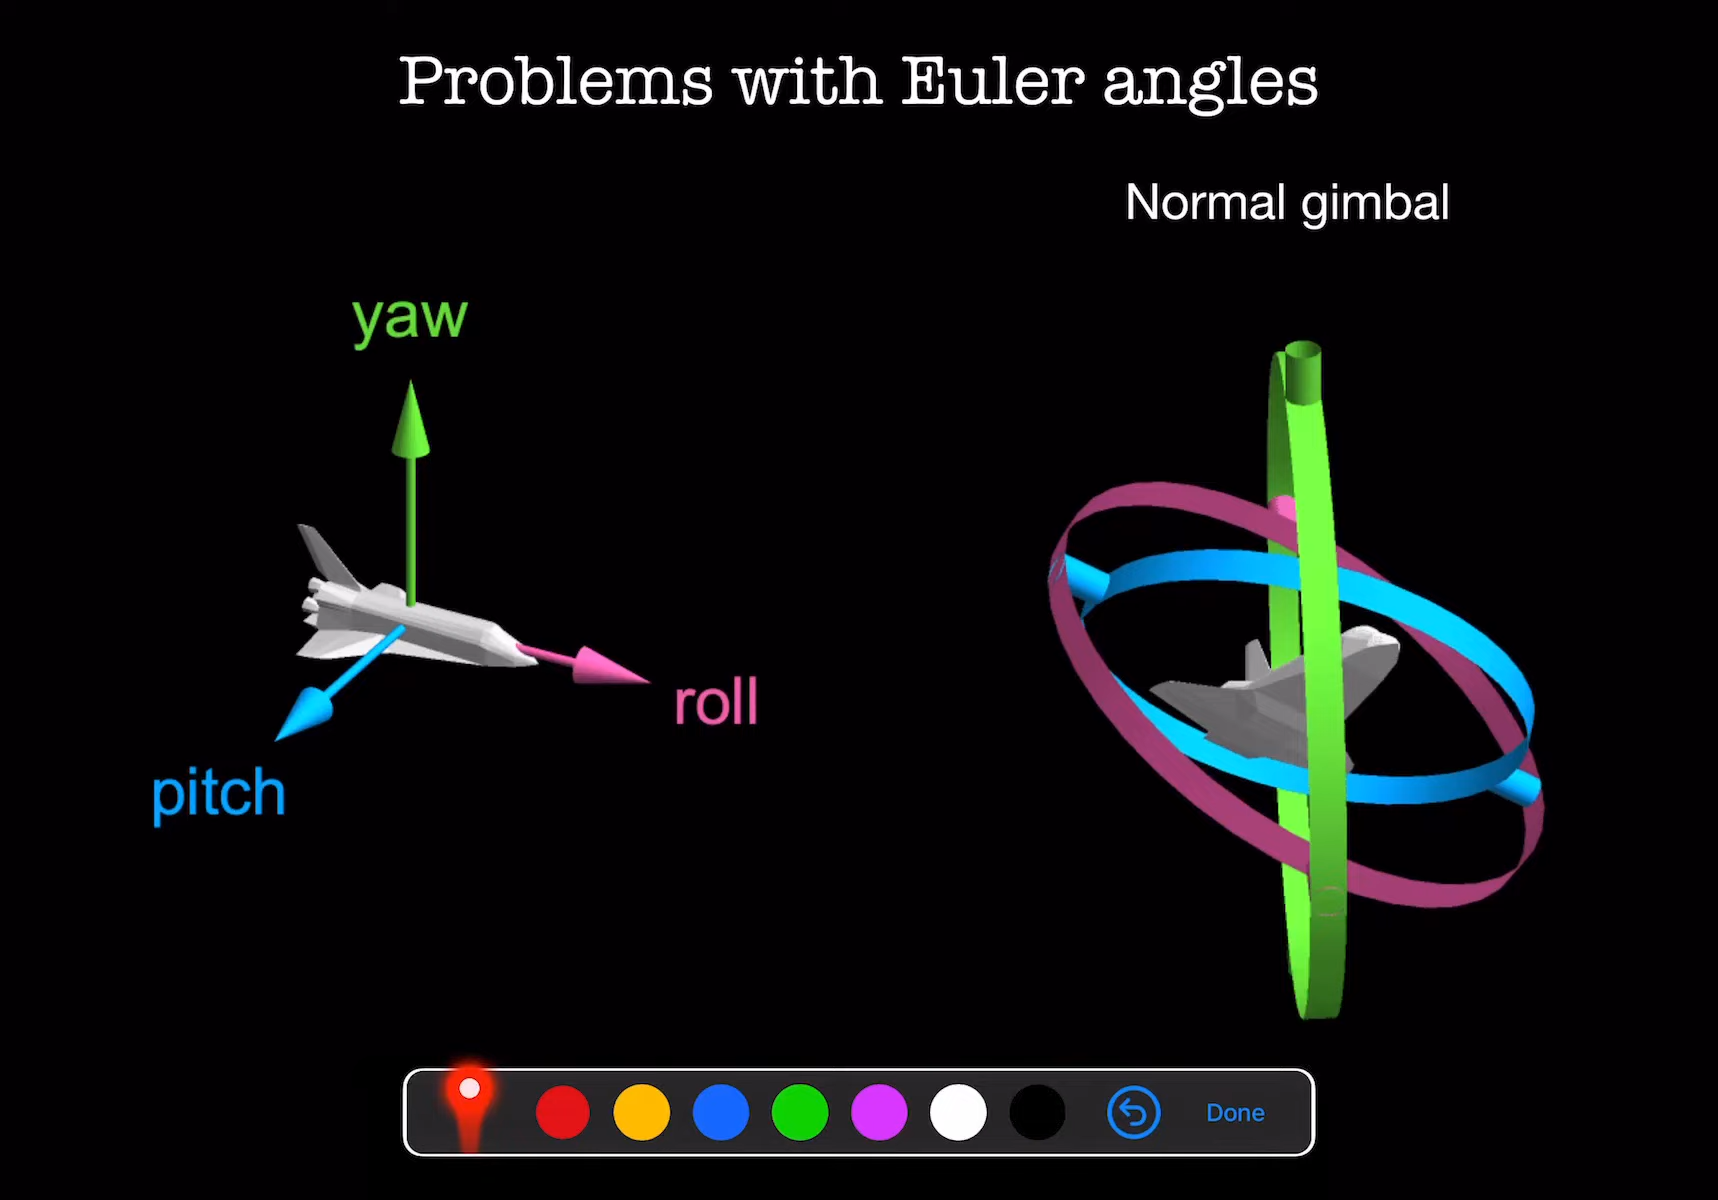 Problems with Euler angles
Normal gimbal
yaw
roll
pitch
Done